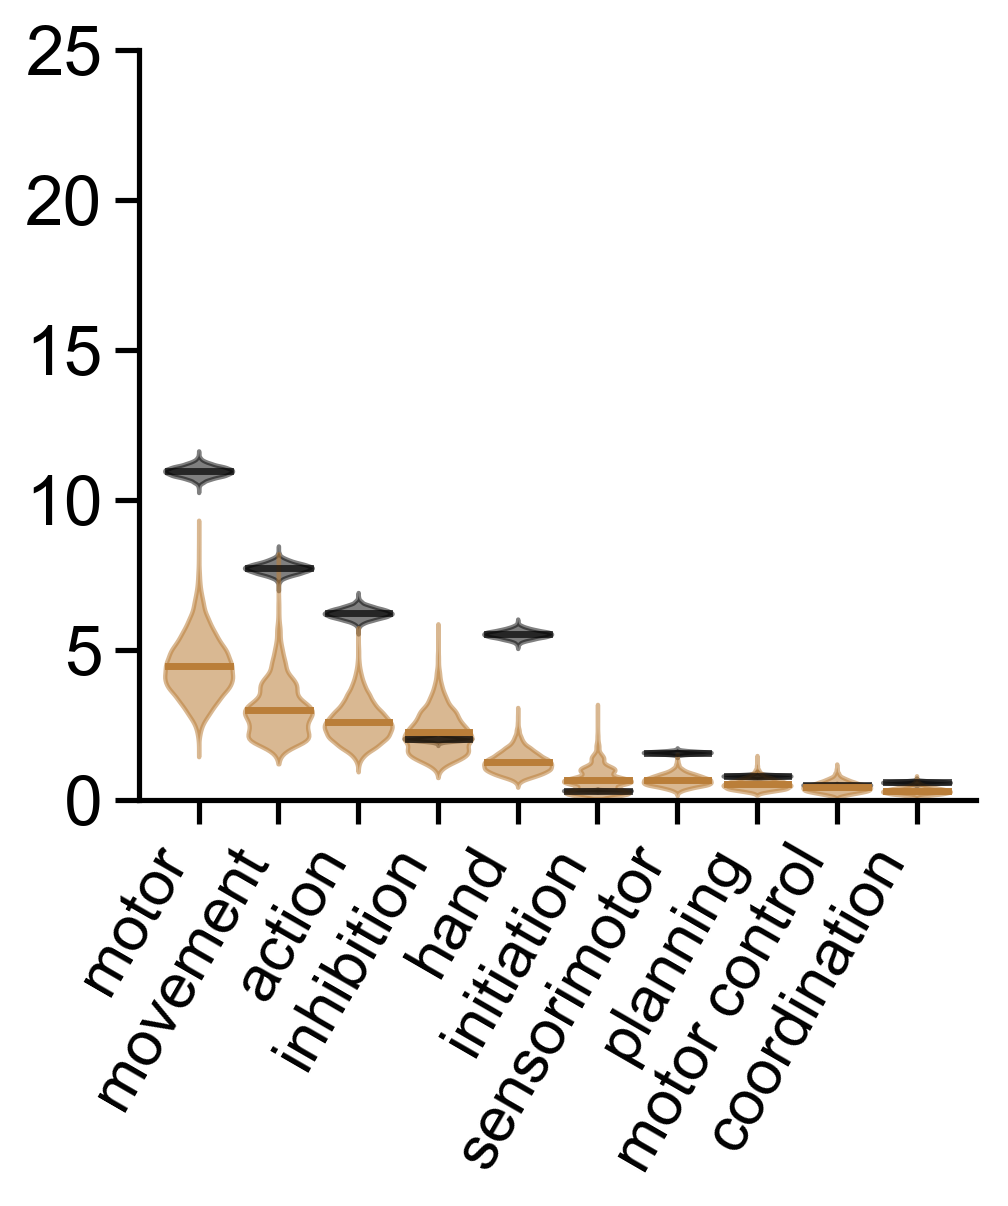 25
20
15
10
5
0
motor
movement
action
inhibition
hand
initiation
sensorimotor
planning
motor control
coordination